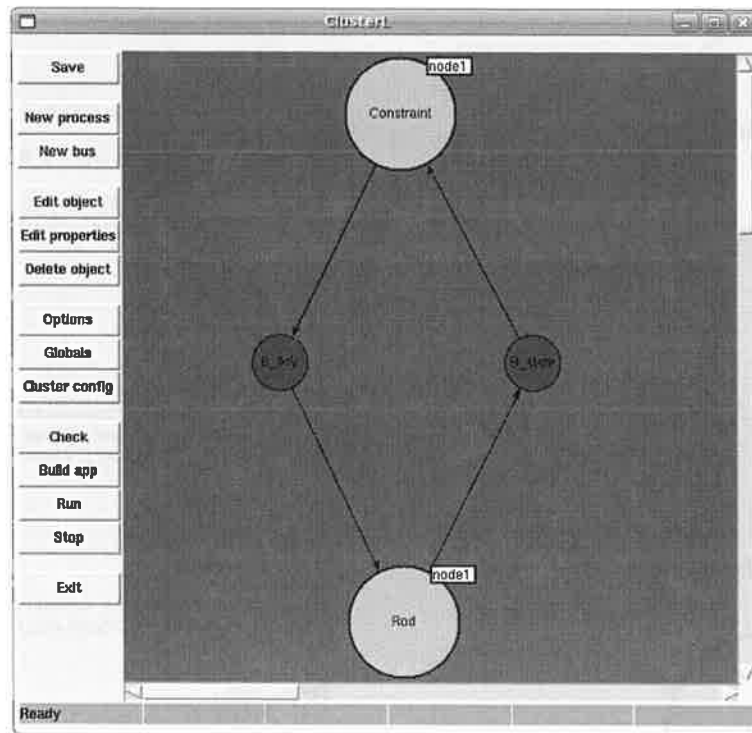 ClusterL
Save
New process
New bus
Edit object
Edit properties
Delete object
Options
Globals
Cluster config
Check
Build app
Run
Stop
Exit
node1
Constraint
node1
Rod
Ready